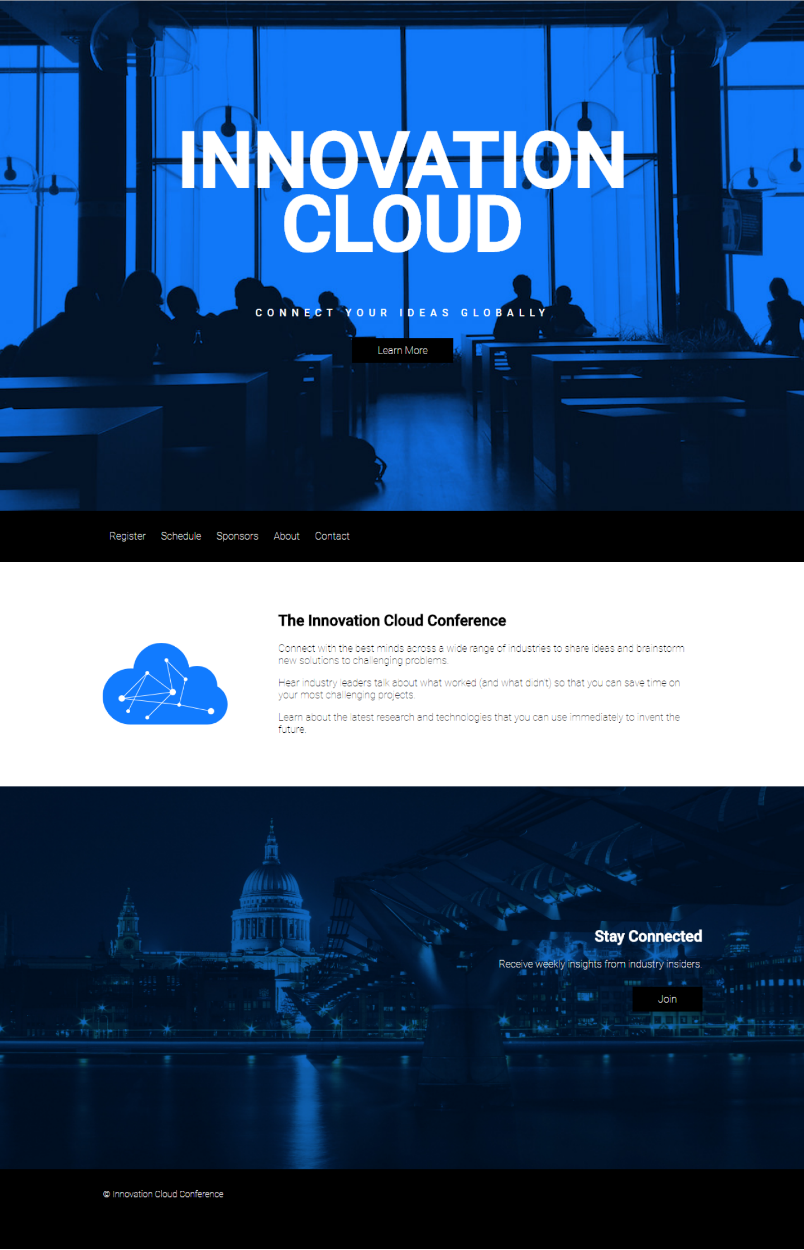 INNOVATION
CLOUD
CONNECT YOUR IDEAS GLOBALLY
Learn More
Register Schedule Sponsors About Contact
The Innovation Cloud Conference
Connect with the best minds across a wide range of industries to share ideas and brainstorm
new solutions to challenging problems.
Hear industry leaders talk about what worked (and what didn't) so that you can save time on
your most challenging projects.
Learn about the latest research and technologies that you can use immediately to invent the
future.
Stay Connected
Receive weekly insights from industry insiders.
Join
© Innovation Cloud Conference